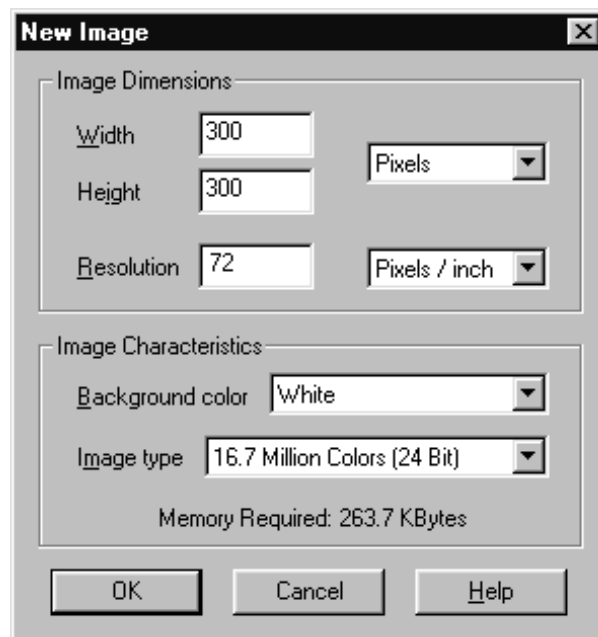 New Image
Image Dimensions
Width 300
Pixels
Height 300
Resolution 72 Pixels / inch
Image Characteristics
Background color White
Image type 16.7 Million Colors (24 Bit)
Memory Required: 263.7 KBytes
OK Cancel Help